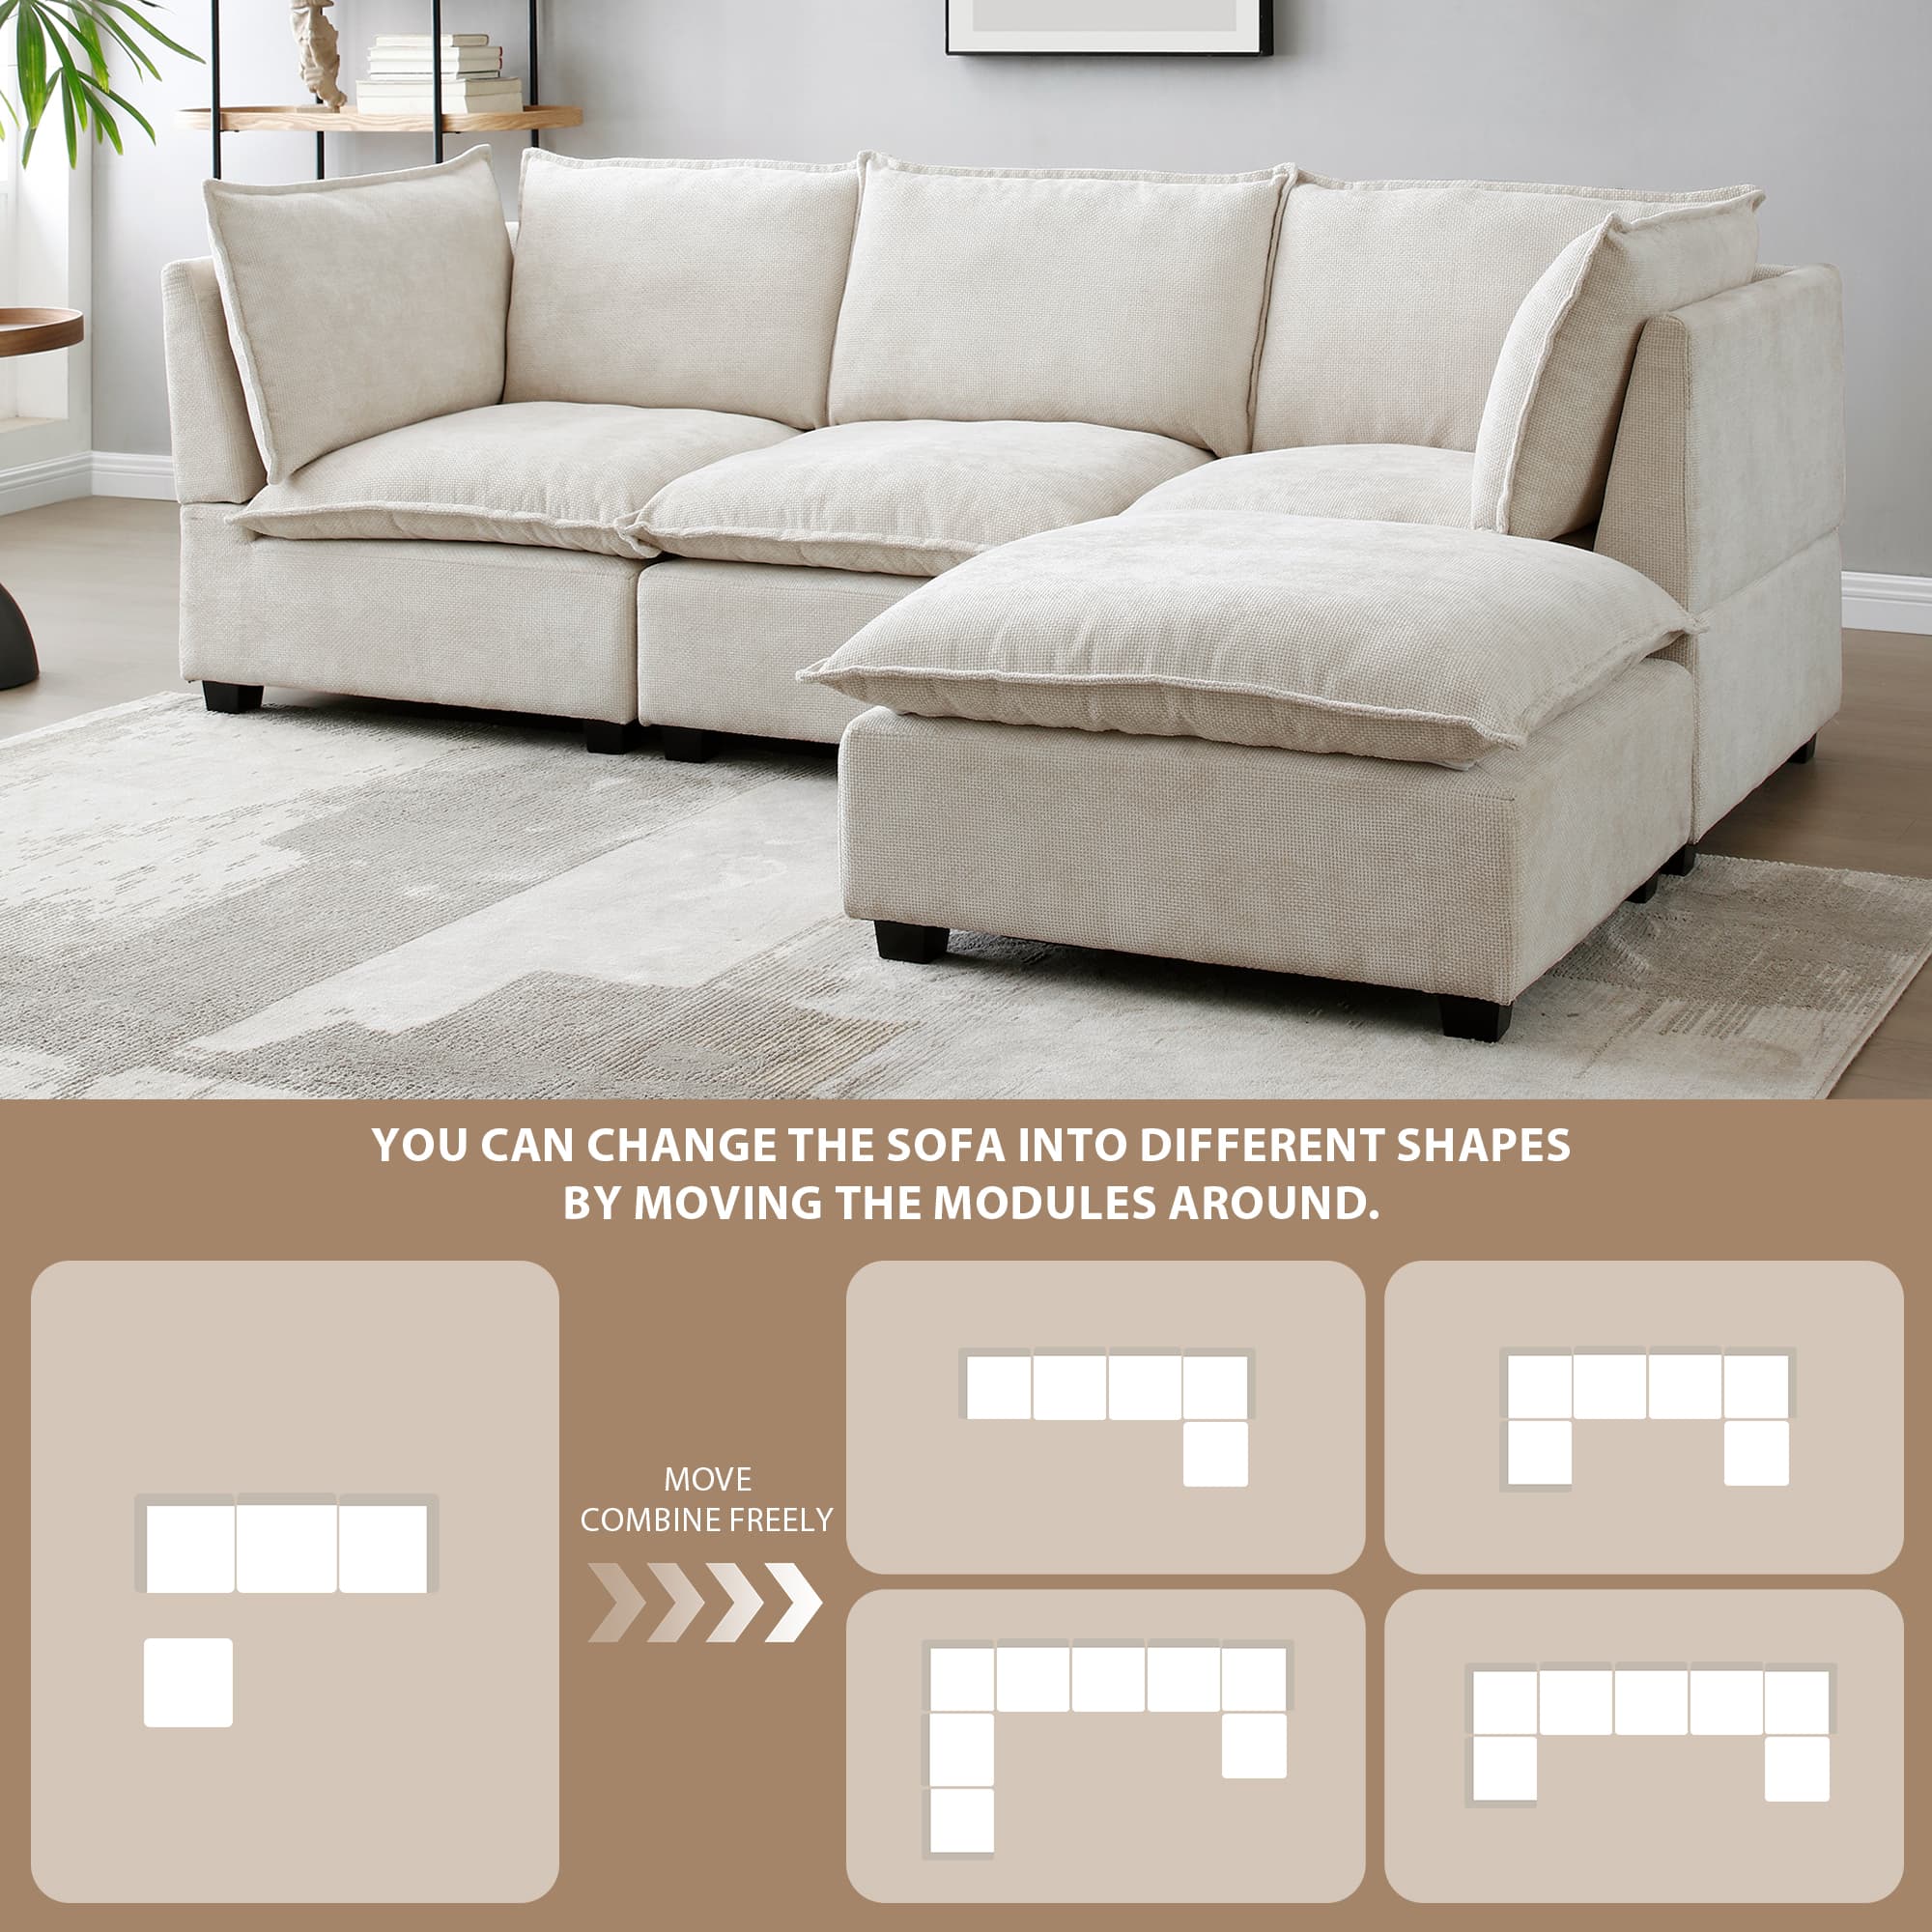 YOU CAN CHANGE THE SOFA INTO DIFFERENT SHAPES
BY MOVING THE MODULES AROUND.
MOVE
COMBINE FREELY